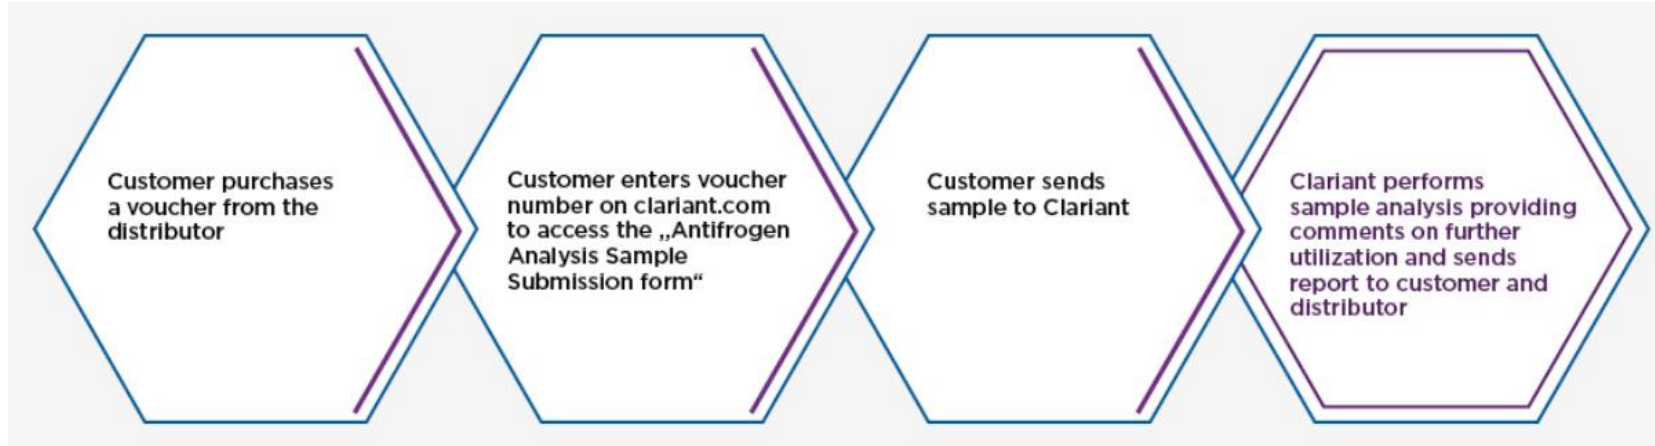 Customer purchases
a voucher from the
distributor
Customer enters voucher
number on clariant.com
to access the „Antifrogen
Analysis Sample
Submission form“
Customer sends
sample to Clariant
Clariant performs
sample analysis providing
comments on further
utilization and sends
report to customer and
distributor